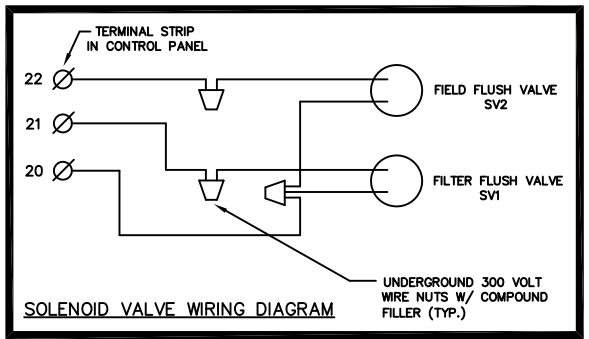 TERMINAL STRIP
IN CONTROL PANEL
22
FIELD FLUSH VALVE
SV2
21
20
FILTER FLUSH VALVE
SV1
UNDERGROUND 300 VOLT
WIRE NUTS W/ COMPOUND
FILLER (TYP.)
SOLENOID VALVE WIRING DIAGRAM